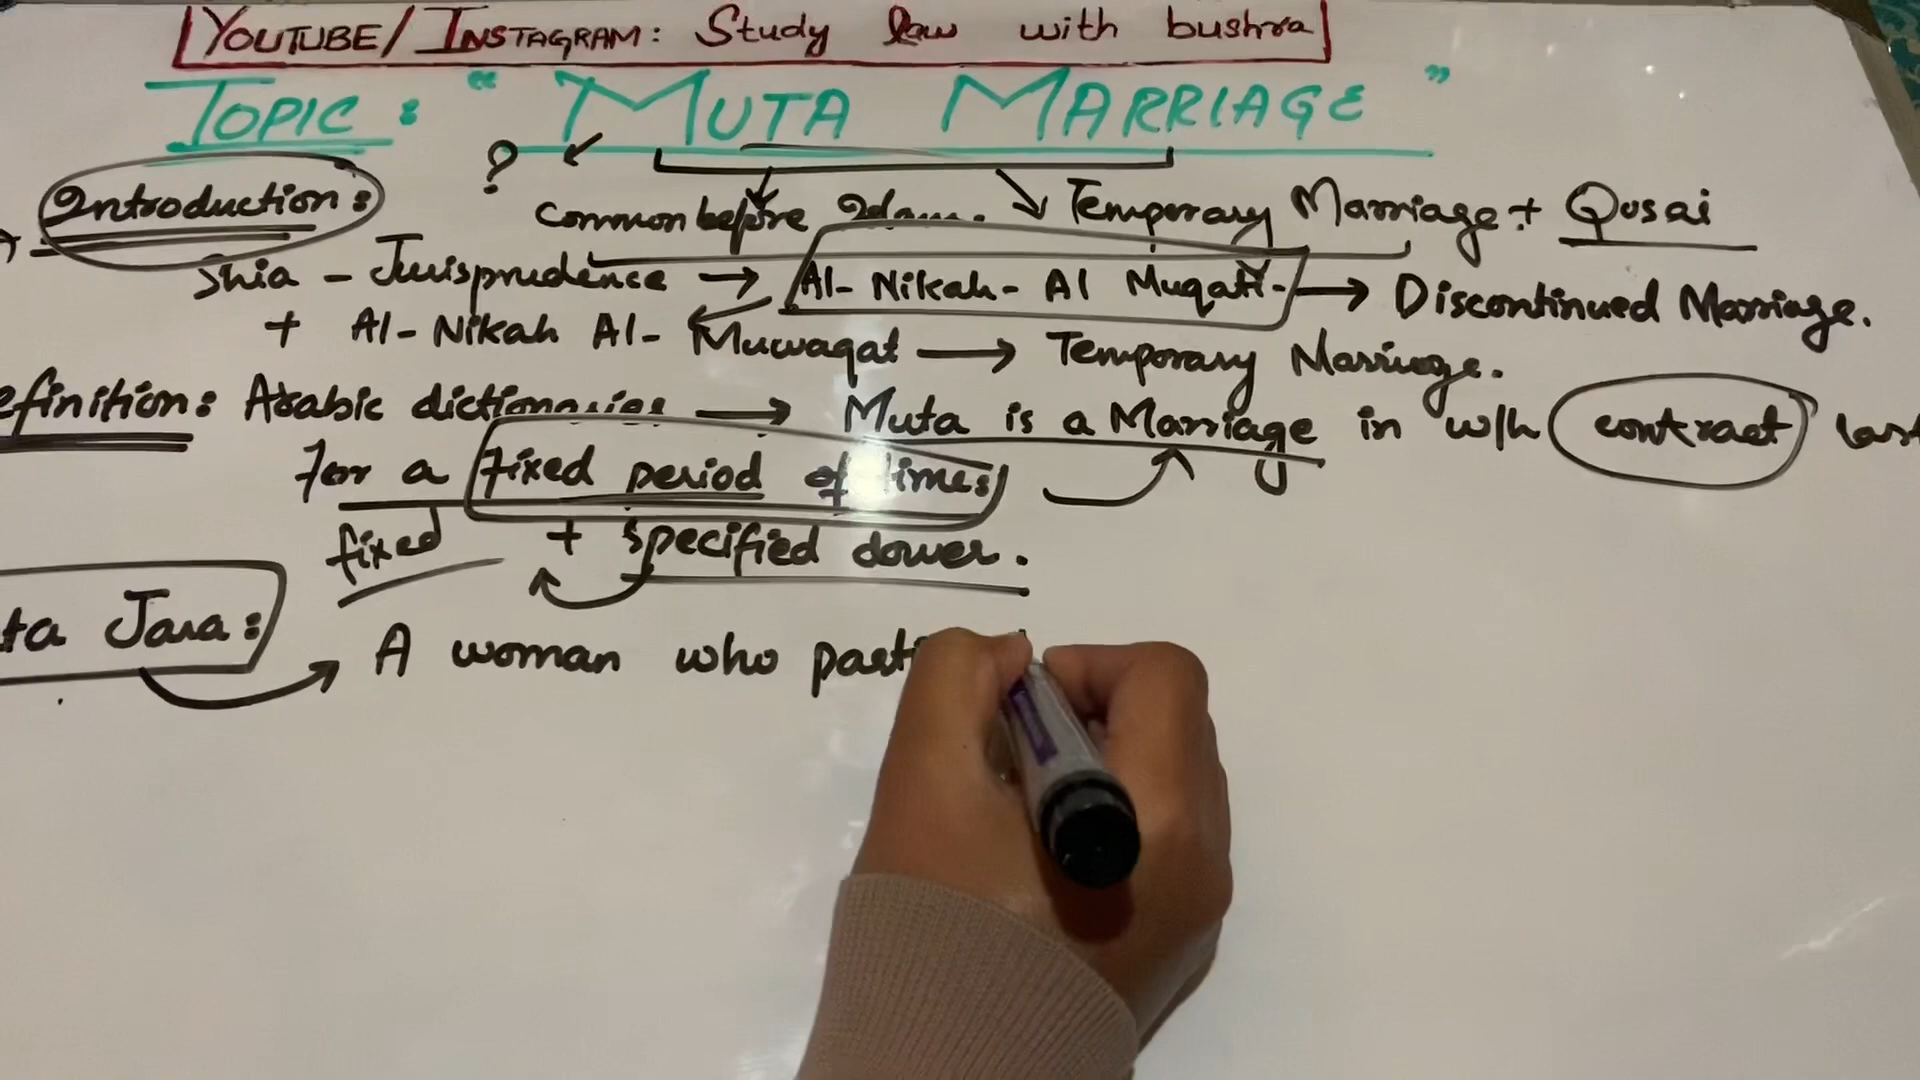 YOUTUBE/INSTAGRAM: Study law with bushra
TOPIC: "MUTA MARRIAGE"
?
Introduction: Common before Temporary Marriage + Qusai
Shia - Jurisprudence → Al-Nikah-Al Muqati- → Discontinued Marriage.
+ Al-Nikah Al-Muwaqat → Temporary Marriage.
efinition: Arabic dictionaries → Muta is a Marriage in w/h contract last
For a fixed period of time:
fixed + specified dower.
ta Jara:
A woman who parti